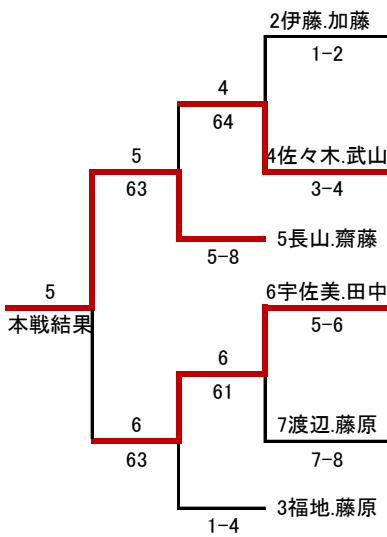 2伊藤.加藤
1-2
4
64
4佐々木.武山
3-4
5
63
5長山.齋藤
5-8
5
本戦結果
6宇佐美.田中
5-6
6
61
7渡辺.藤原
7-8
6
63
3福地.藤原
1-4